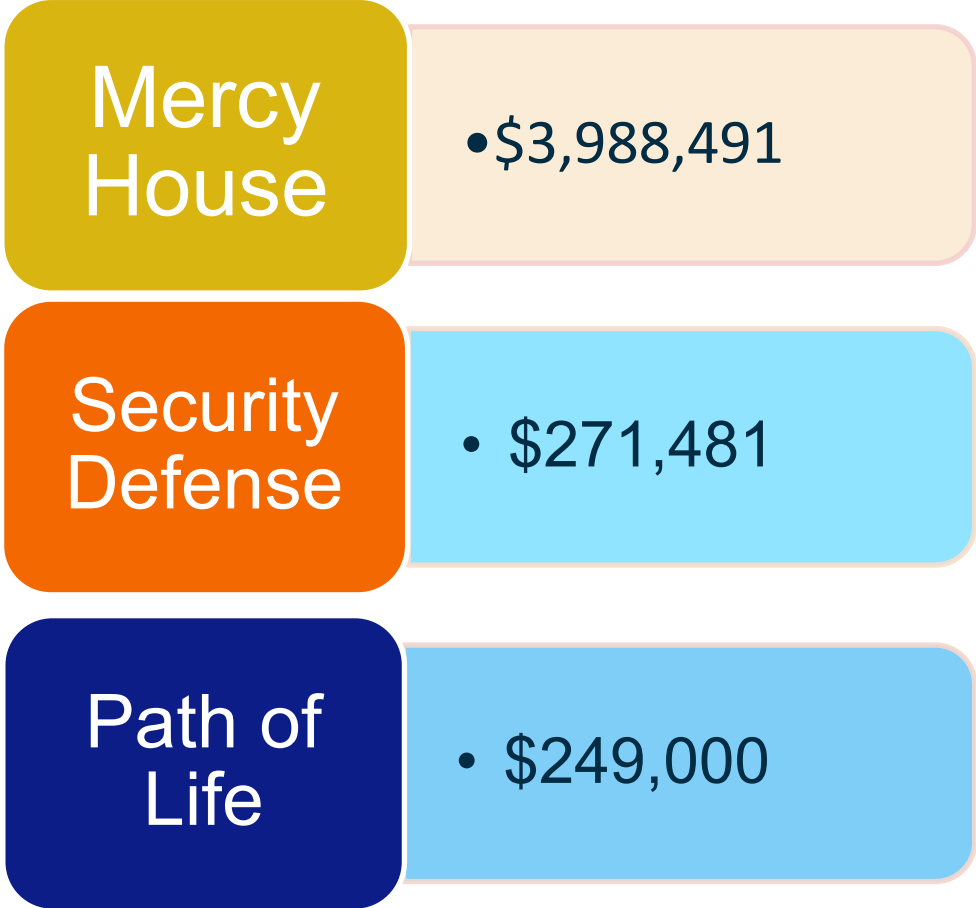 Mercy
House
•$3,988,491
Security
Defense
• $271,481
Path of
Life
• $249,000